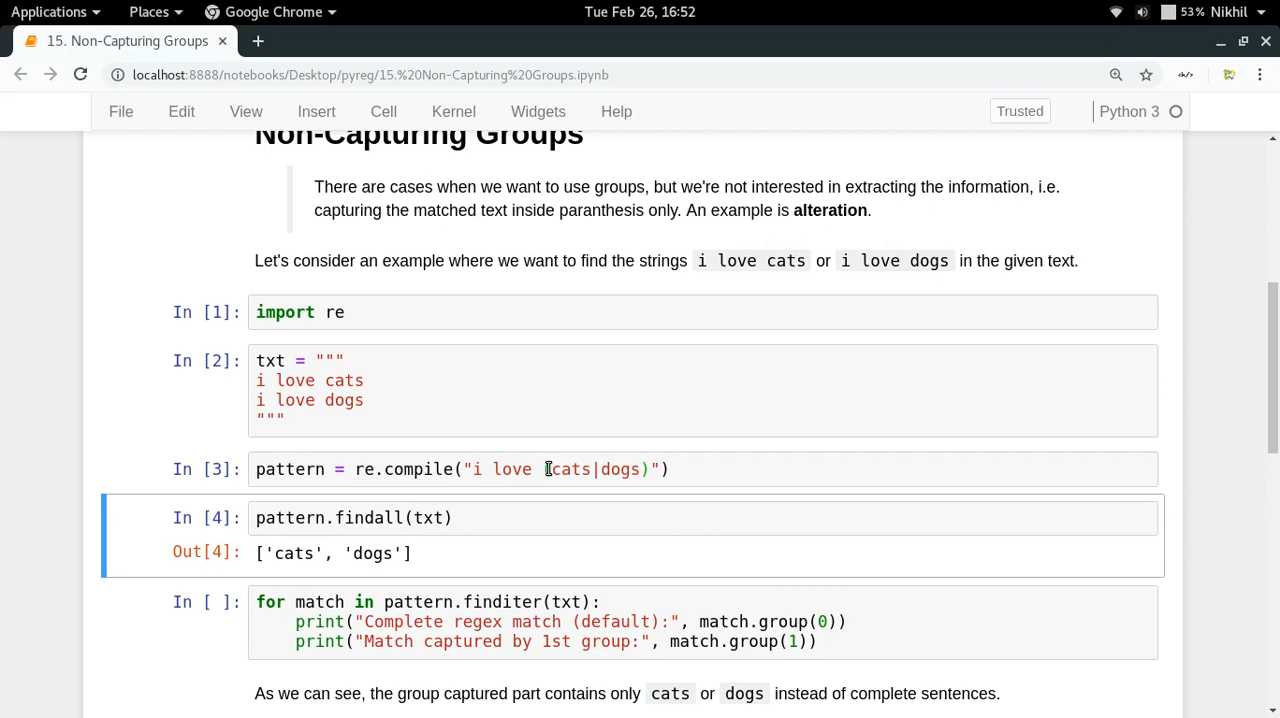 Applications Places Google Chrome Tue Feb 26, 16:52 53% Nikhil
15. Non-Capturing Groups
localhost:8888/notebooks/Desktop/pyreg/15.%20Non-Capturing%20Groups.ipynb
File Edit View Insert Cell Kernel Widgets Help Trusted Python 3
Non-Capturing Groups
There are cases when we want to use groups, but we're not interested in extracting the information, i.e.
capturing the matched text inside paranthesis only. An example is alteration.
Let's consider an example where we want to find the strings i love cats or i love dogs in the given text.
In [1]: import re
In [2]: txt = """
i love cats
i love dogs
"""
In [3]: pattern = re.compile("i love (cats|dogs)")
In [4]: pattern.findall(txt)
Out[4]: ['cats', 'dogs']
In [ ]: for match in pattern.finditer(txt):
print("Complete regex match (default):", match.group(0))
print("Match captured by 1st group:", match.group(1))
As we can see, the group captured part contains only cats or dogs instead of complete sentences.